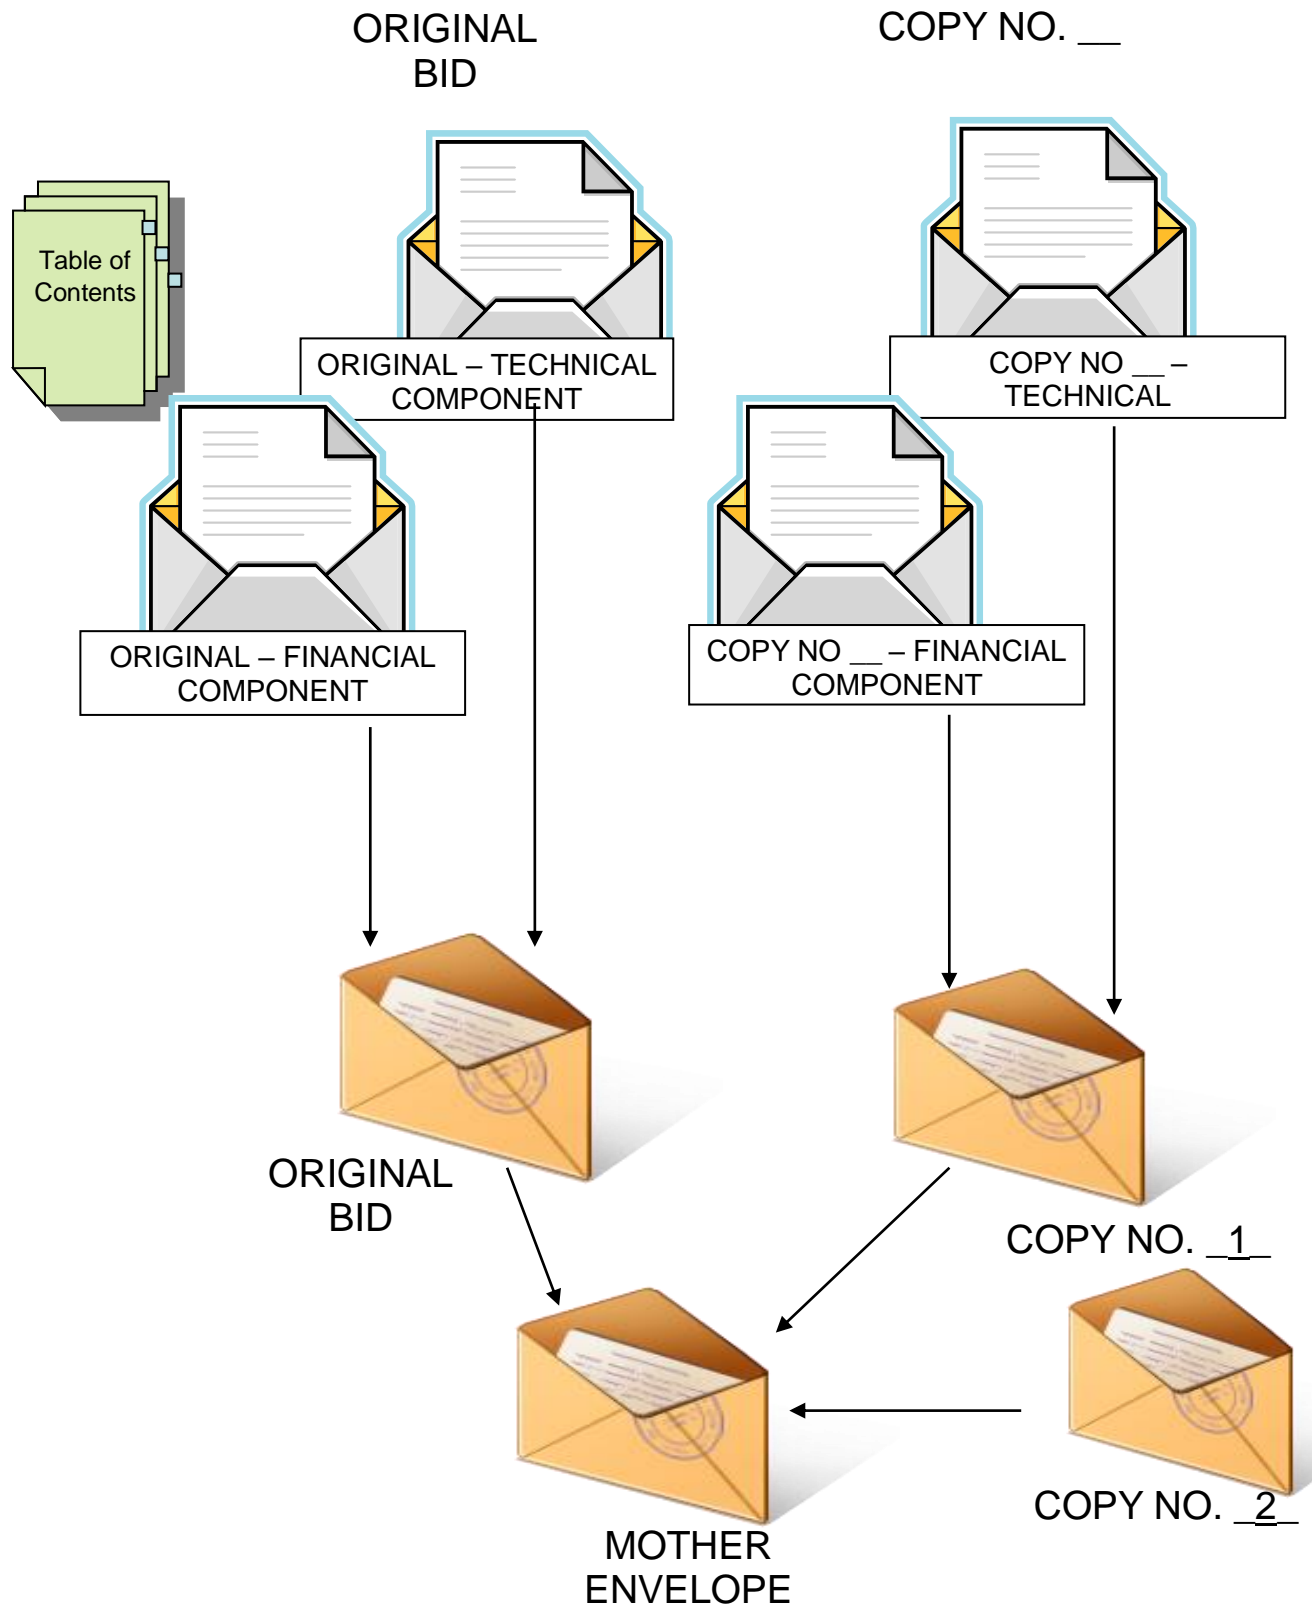 ORIGINAL
BID
COPY NO. __
Table of
Contents
ORIGINAL – TECHNICAL
COMPONENT
COPY NO __ –
TECHNICAL
ORIGINAL – FINANCIAL
COMPONENT
COPY NO __ – FINANCIAL
COMPONENT
ORIGINAL
BID
COPY NO. _1_
COPY NO. _2_
MOTHER
ENVELOPE